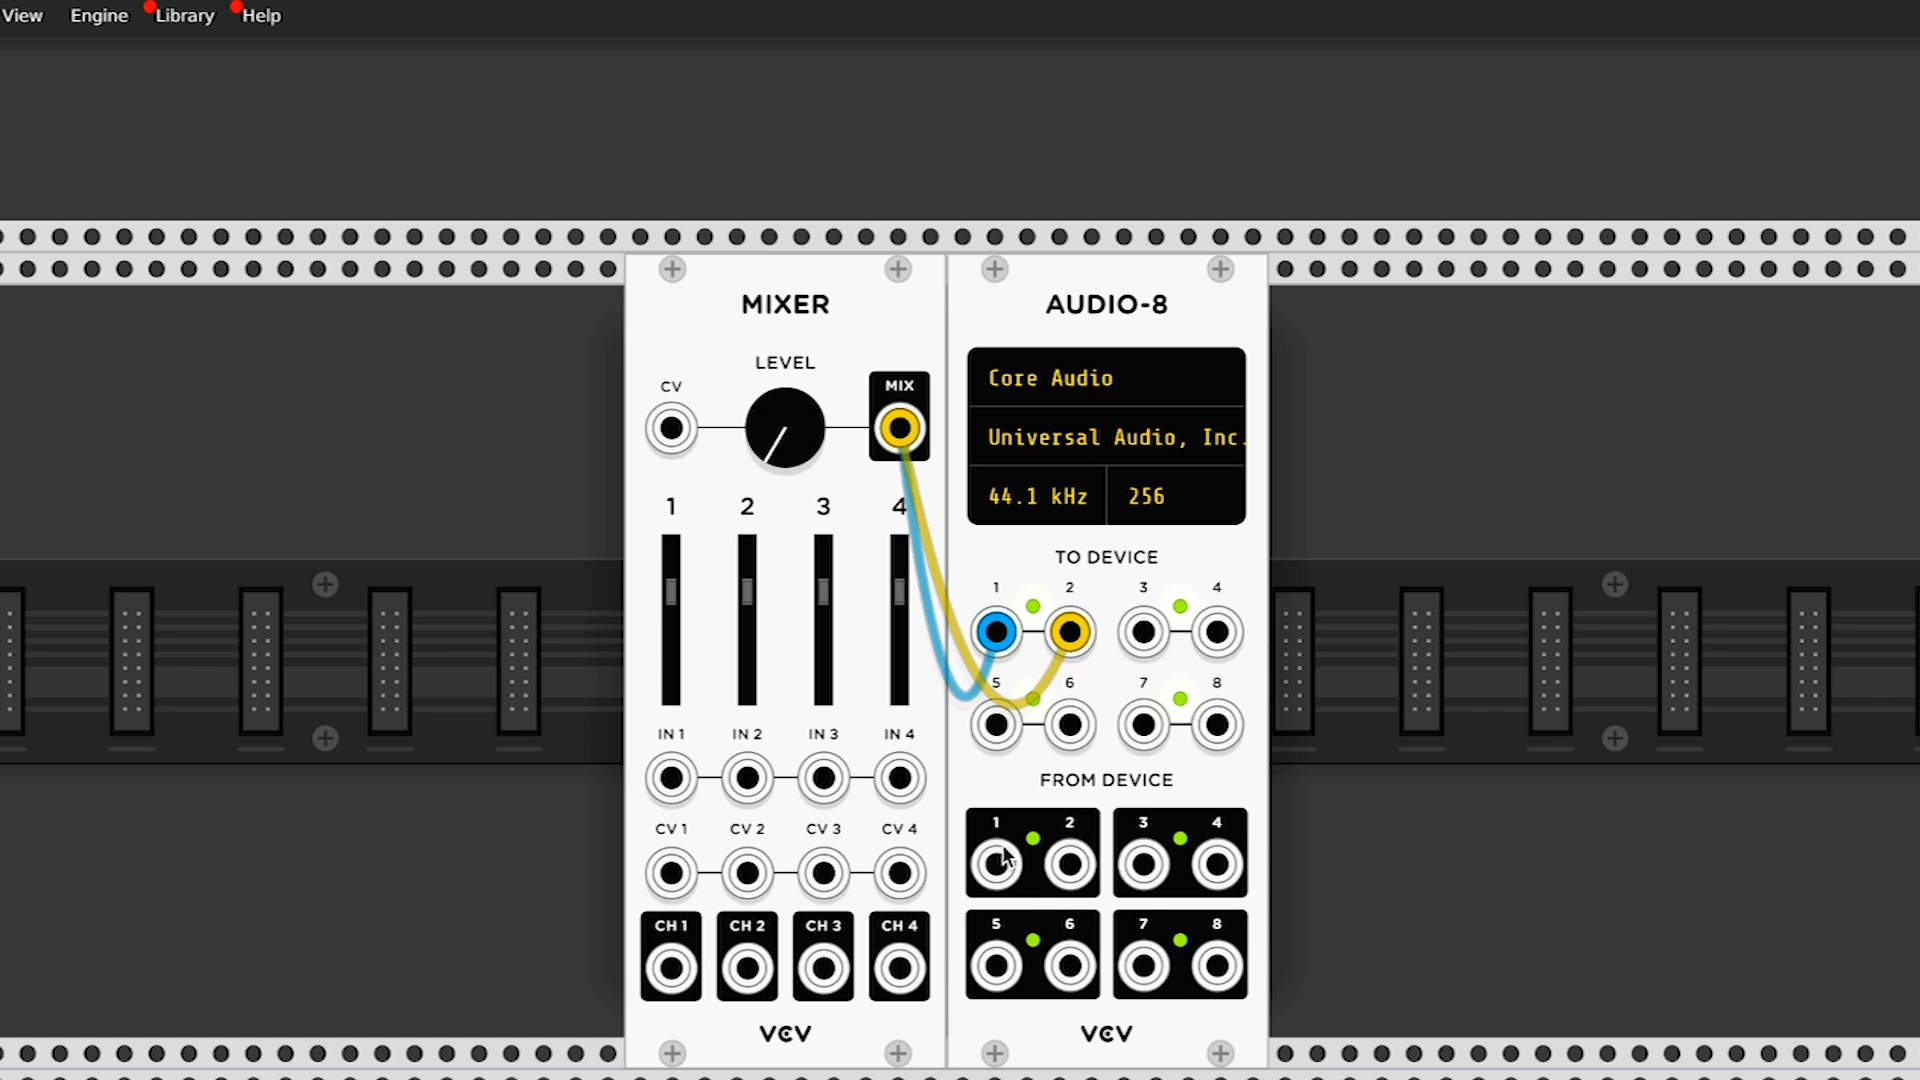 View Engine Library Help
MIXER
LEVEL
CV
MIX
1 2 3 4
IN 1 IN 2 IN 3 IN 4
CV 1 CV 2 CV 3 CV 4
CH 1 CH 2 CH 3 CH 4
VCV
AUDIO-8
Core Audio
Universal Audio, Inc.
44.1 kHz 256
TO DEVICE
1 2 3 4
5 6 7 8
FROM DEVICE
1 2 3 4
5 6 7 8
VCV